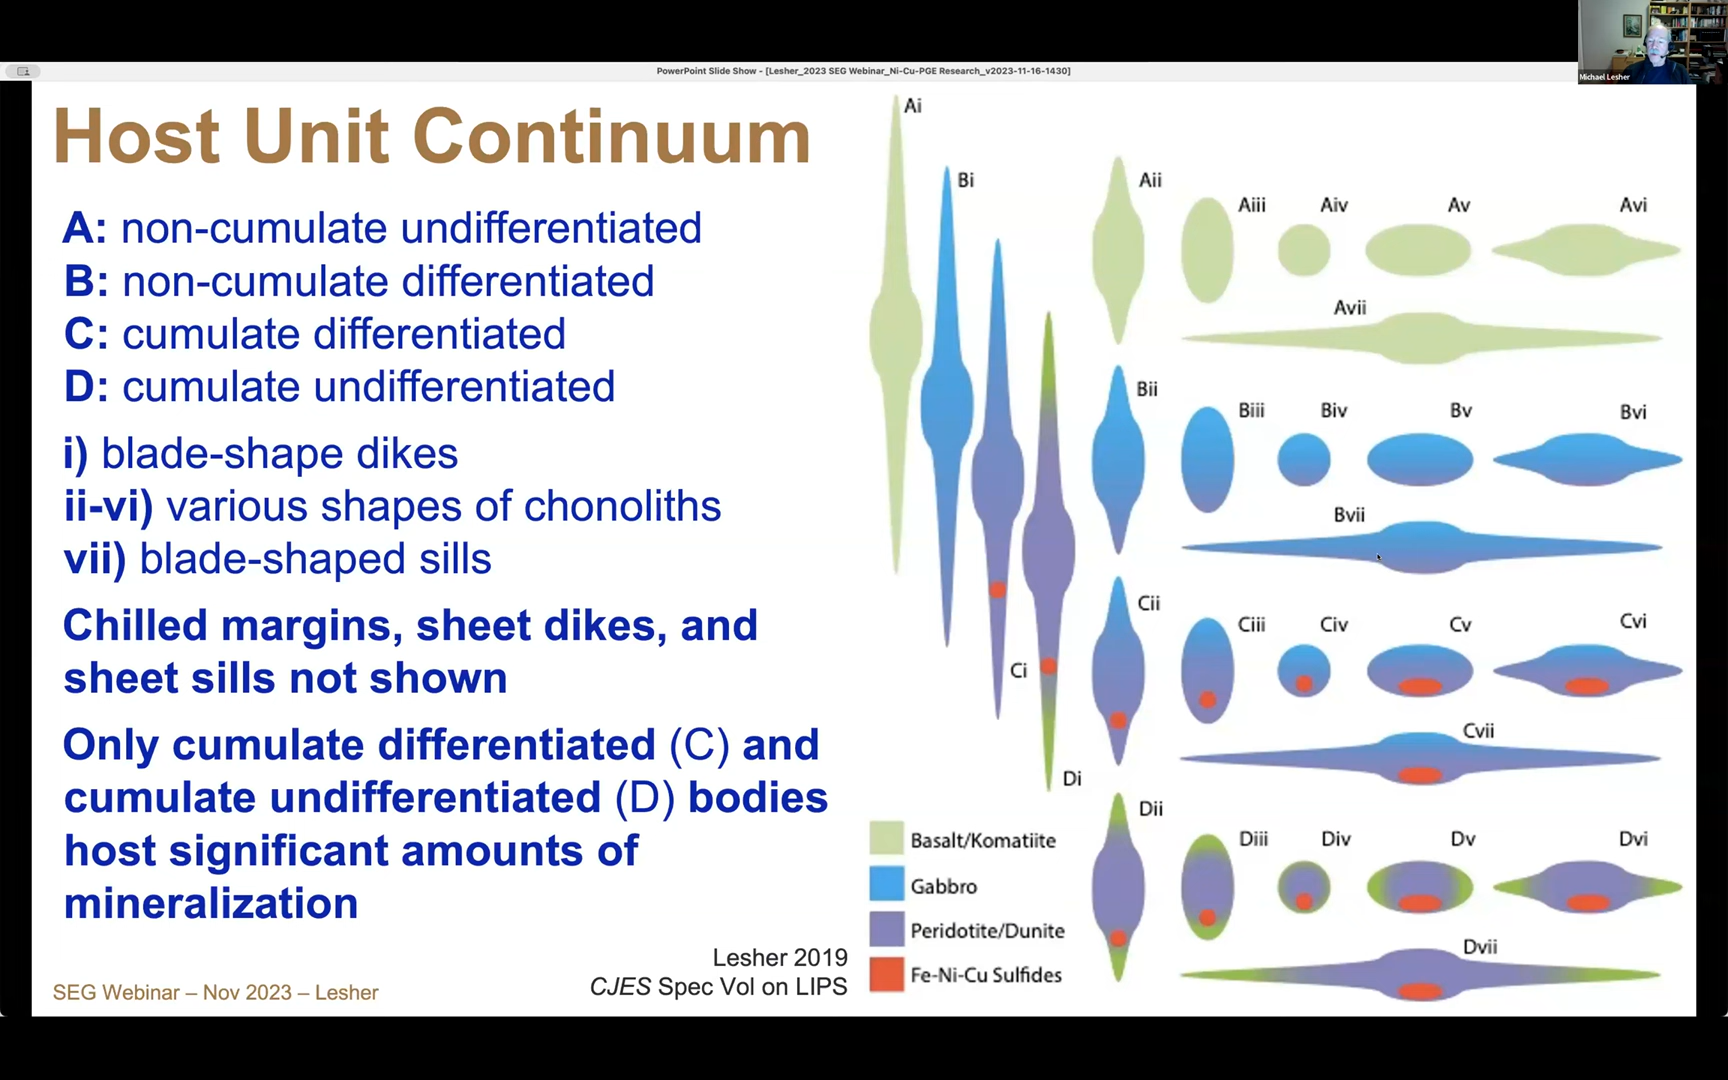 PowerPoint Slide Show - [Lesher_2023 SEG Webinar_Ni-Cu-PGE Research_v2023-11-16-1430]
Michael Lesher
Host Unit Continuum
A: non-cumulate undifferentiated
B: non-cumulate differentiated
C: cumulate differentiated
D: cumulate undifferentiated
i) blade-shape dikes
ii-vi) various shapes of chonoliths
vii) blade-shaped sills
Chilled margins, sheet dikes, and
sheet sills not shown
Only cumulate differentiated (C) and
cumulate undifferentiated (D) bodies
host significant amounts of
mineralization
Lesher 2019
CJES Spec Vol on LIPS
SEG Webinar – Nov 2023 – Lesher
Ai
Bi
Ci
Di
Aii
Aiii
Aiv
Av
Avi
Avii
Bii
Biii
Biv
Bv
Bvi
Bvii
Cii
Ciii
Civ
Cv
Cvi
Cvii
Dii
Diii
Div
Dv
Dvi
Dvii
Basalt/Komatiite
Gabbro
Peridotite/Dunite
Fe-Ni-Cu Sulfides